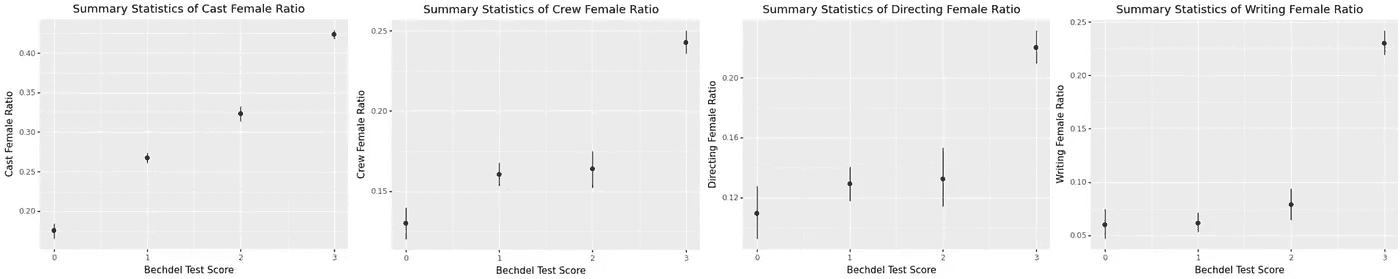 Summary Statistics of Cast Female Ratio
Cast Female Ratio
0.40
0.35
0.30
0.25
0.20
0 1 2 3
Bechdel Test Score
Summary Statistics of Crew Female Ratio
Crew Female Ratio
0.25
0.20
0.15
0 1 2 3
Bechdel Test Score
Summary Statistics of Directing Female Ratio
Directing Female Ratio
0.20
0.16
0.12
0 1 2 3
Bechdel Test Score
Summary Statistics of Writing Female Ratio
Writing Female Ratio
0.25
0.20
0.15
0.10
0.05
0 1 2 3
Bechdel Test Score